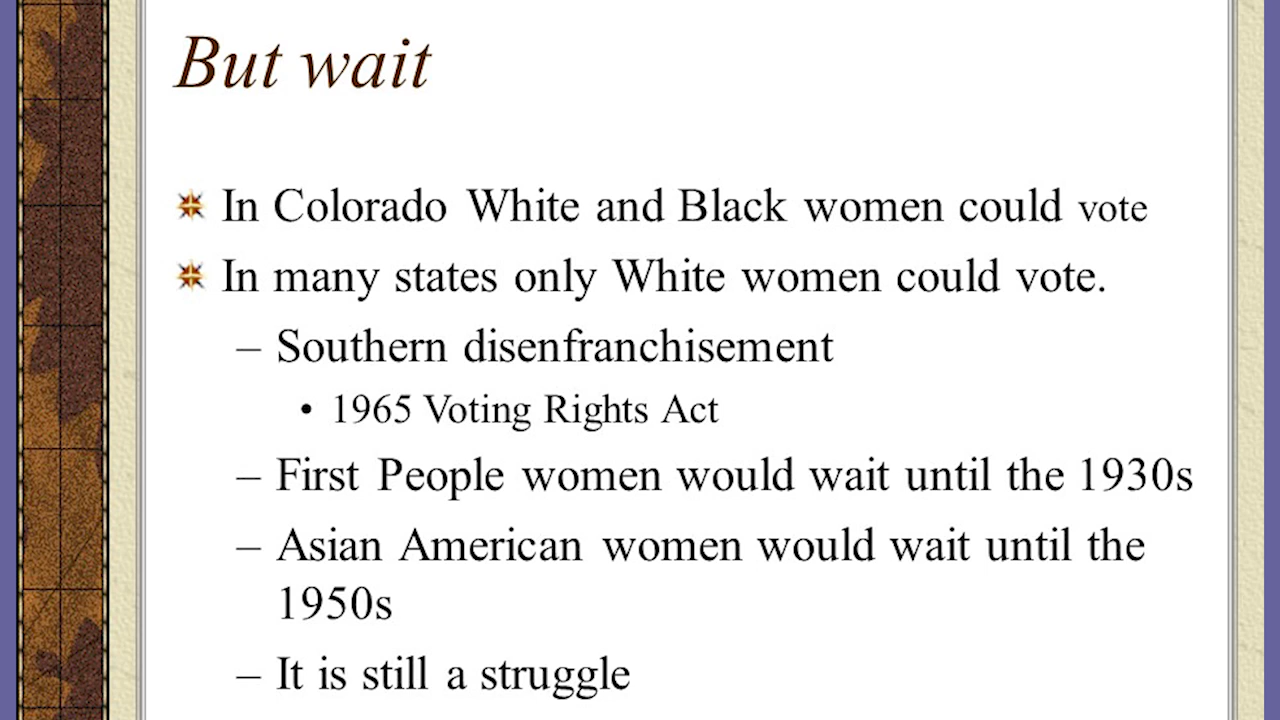 But wait
In Colorado White and Black women could vote
In many states only White women could vote.
– Southern disenfranchisement
• 1965 Voting Rights Act
– First People women would wait until the 1930s
– Asian American women would wait until the
1950s
– It is still a struggle